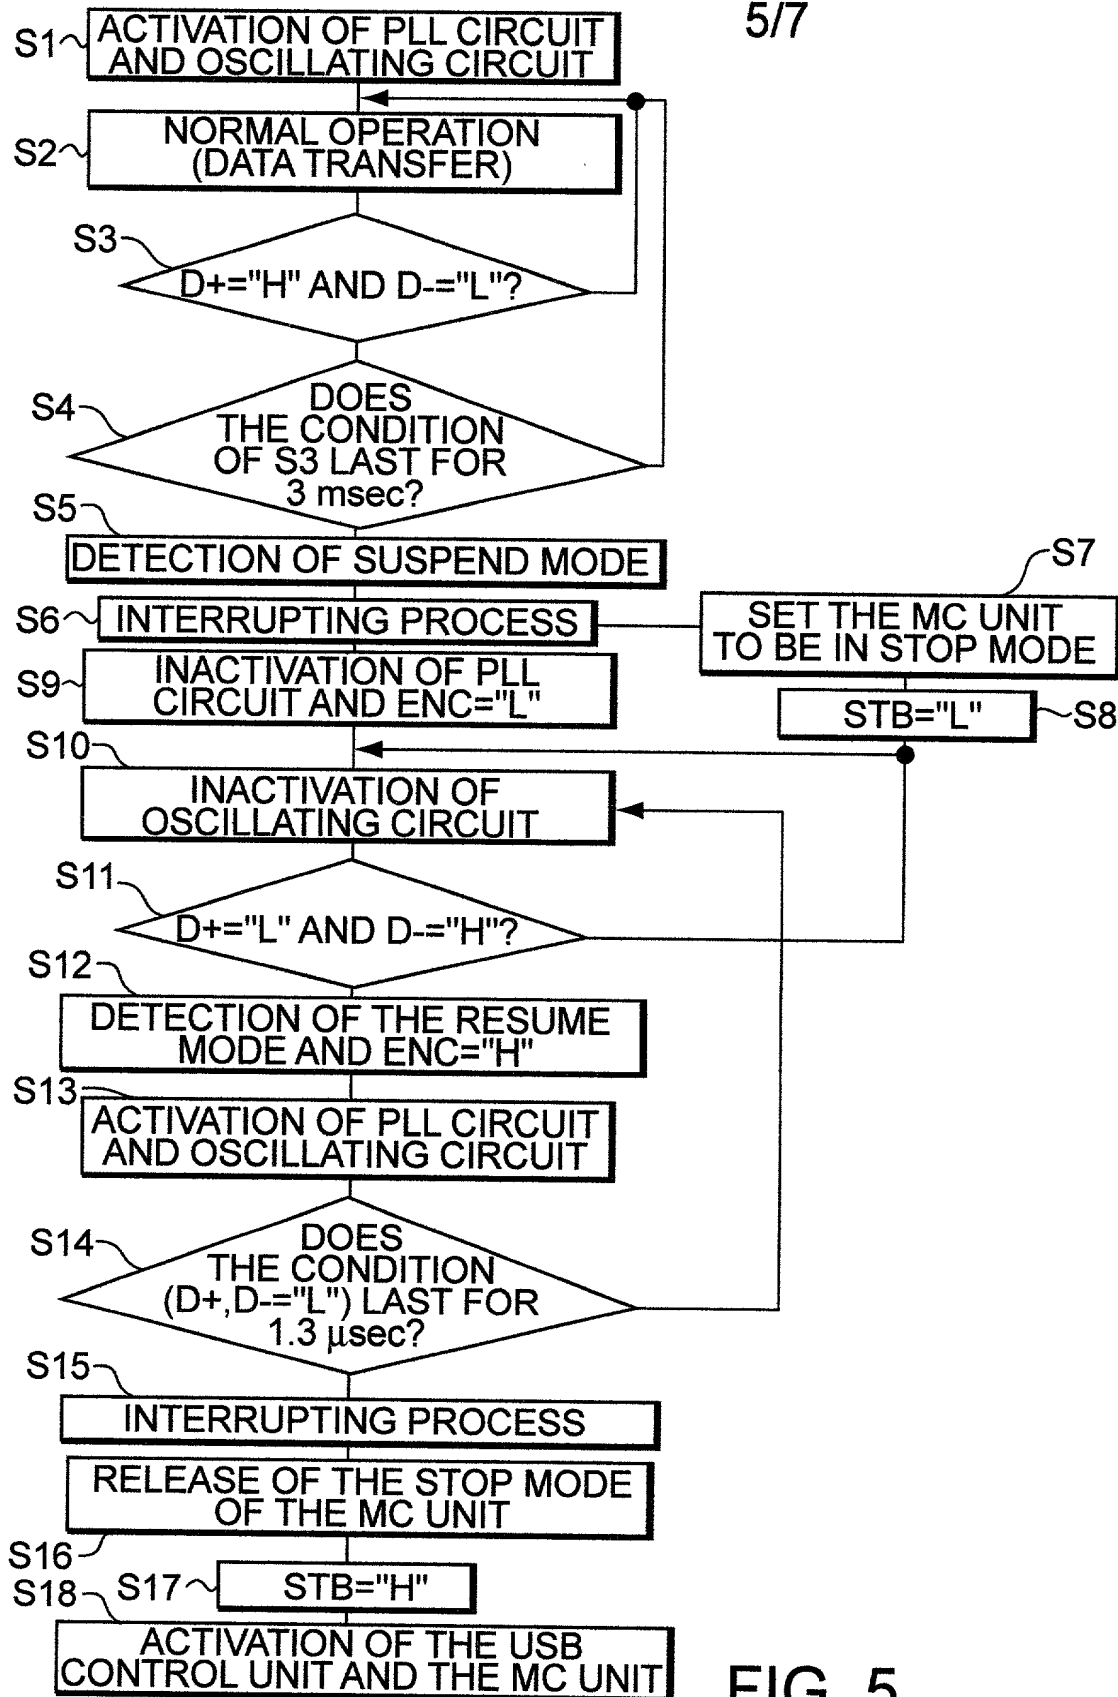 5/7
S1
ACTIVATION OF PLL CIRCUIT
AND OSCILLATING CIRCUIT
S2
NORMAL OPERATION
(DATA TRANSFER)
S3
D+="H" AND D-="L"?
S4
DOES
THE CONDITION
OF S3 LAST FOR
3 msec?
S5
DETECTION OF SUSPEND MODE
S6
INTERRUPTING PROCESS
S7
SET THE MC UNIT
TO BE IN STOP MODE
STB="L"
S8
S9
INACTIVATION OF PLL
CIRCUIT AND ENC="L"
S10
INACTIVATION OF
OSCILLATING CIRCUIT
S11
D+="L" AND D-="H"?
S12
DETECTION OF THE RESUME
MODE AND ENC="H"
S13
ACTIVATION OF PLL CIRCUIT
AND OSCILLATING CIRCUIT
S14
DOES
THE CONDITION
(D+,D-="L") LAST FOR
1.3 µsec?
S15
INTERRUPTING PROCESS
RELEASE OF THE STOP MODE
OF THE MC UNIT
S16
S17
STB="H"
S18
ACTIVATION OF THE USB
CONTROL UNIT AND THE MC UNIT
FIG. 5